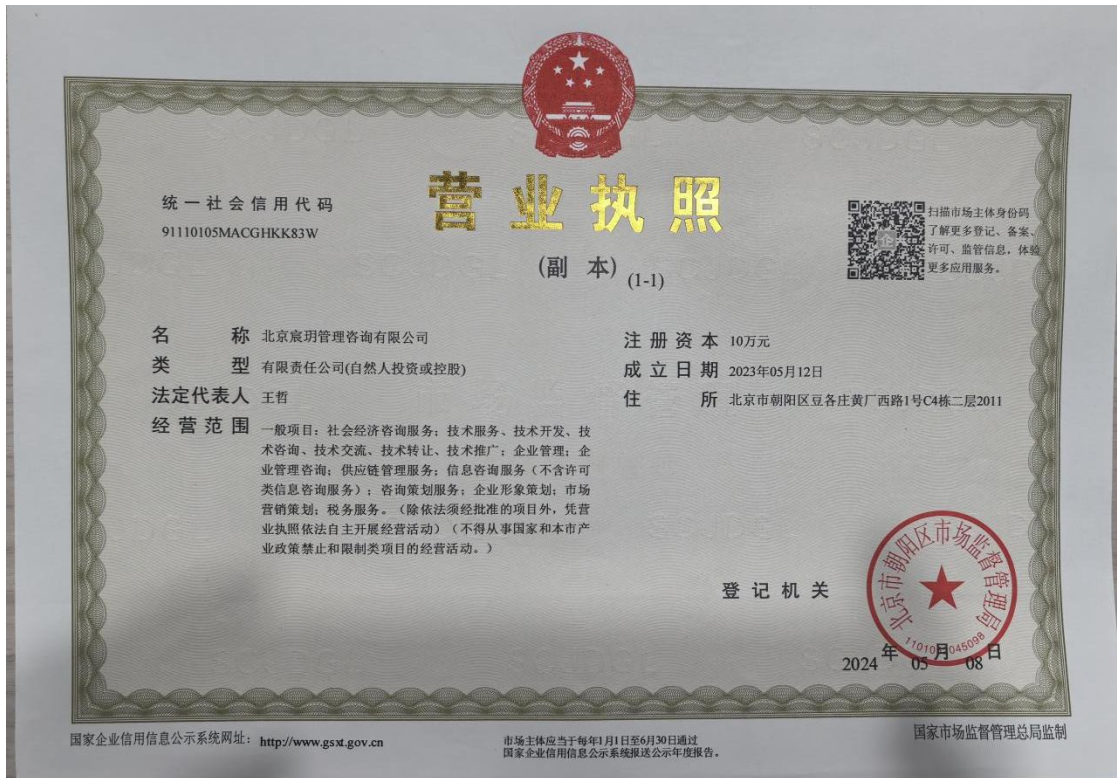 营业执照
(副 本) (1-1)
统一社会信用代码
91110105MACGHKK83W
扫描市场主体身份码
了解更多登记、备案、
许可、监管信息，体验
更多应用服务。
名 称 北京宸玥管理咨询有限公司
类 型 有限责任公司(自然人投资或控股)
法定代表人 王哲
经营范围 一般项目：社会经济咨询服务；技术服务、技术开发、技
术咨询、技术交流、技术转让、技术推广；企业管理；企
业管理咨询；供应链管理服务；信息咨询服务（不含许可
类信息咨询服务）；咨询策划服务；企业形象策划；市场
营销策划；税务服务。（除依法须经批准的项目外，凭营
业执照依法自主开展经营活动）（不得从事国家和本市产
业政策禁止和限制类项目的经营活动。）
注册资本 10万元
成立日期 2023年05月12日
住 所 北京市朝阳区豆各庄黄厂西路1号C4栋二层2011
登记机关
北京市朝阳区市场监督管理局
2024 年 05 月 08 日
国家企业信用信息公示系统网址：http://www.gsxt.gov.cn
市场主体应当于每年1月1日至6月30日通过
国家企业信用信息公示系统报送公示年度报告。
国家市场监督管理总局监制